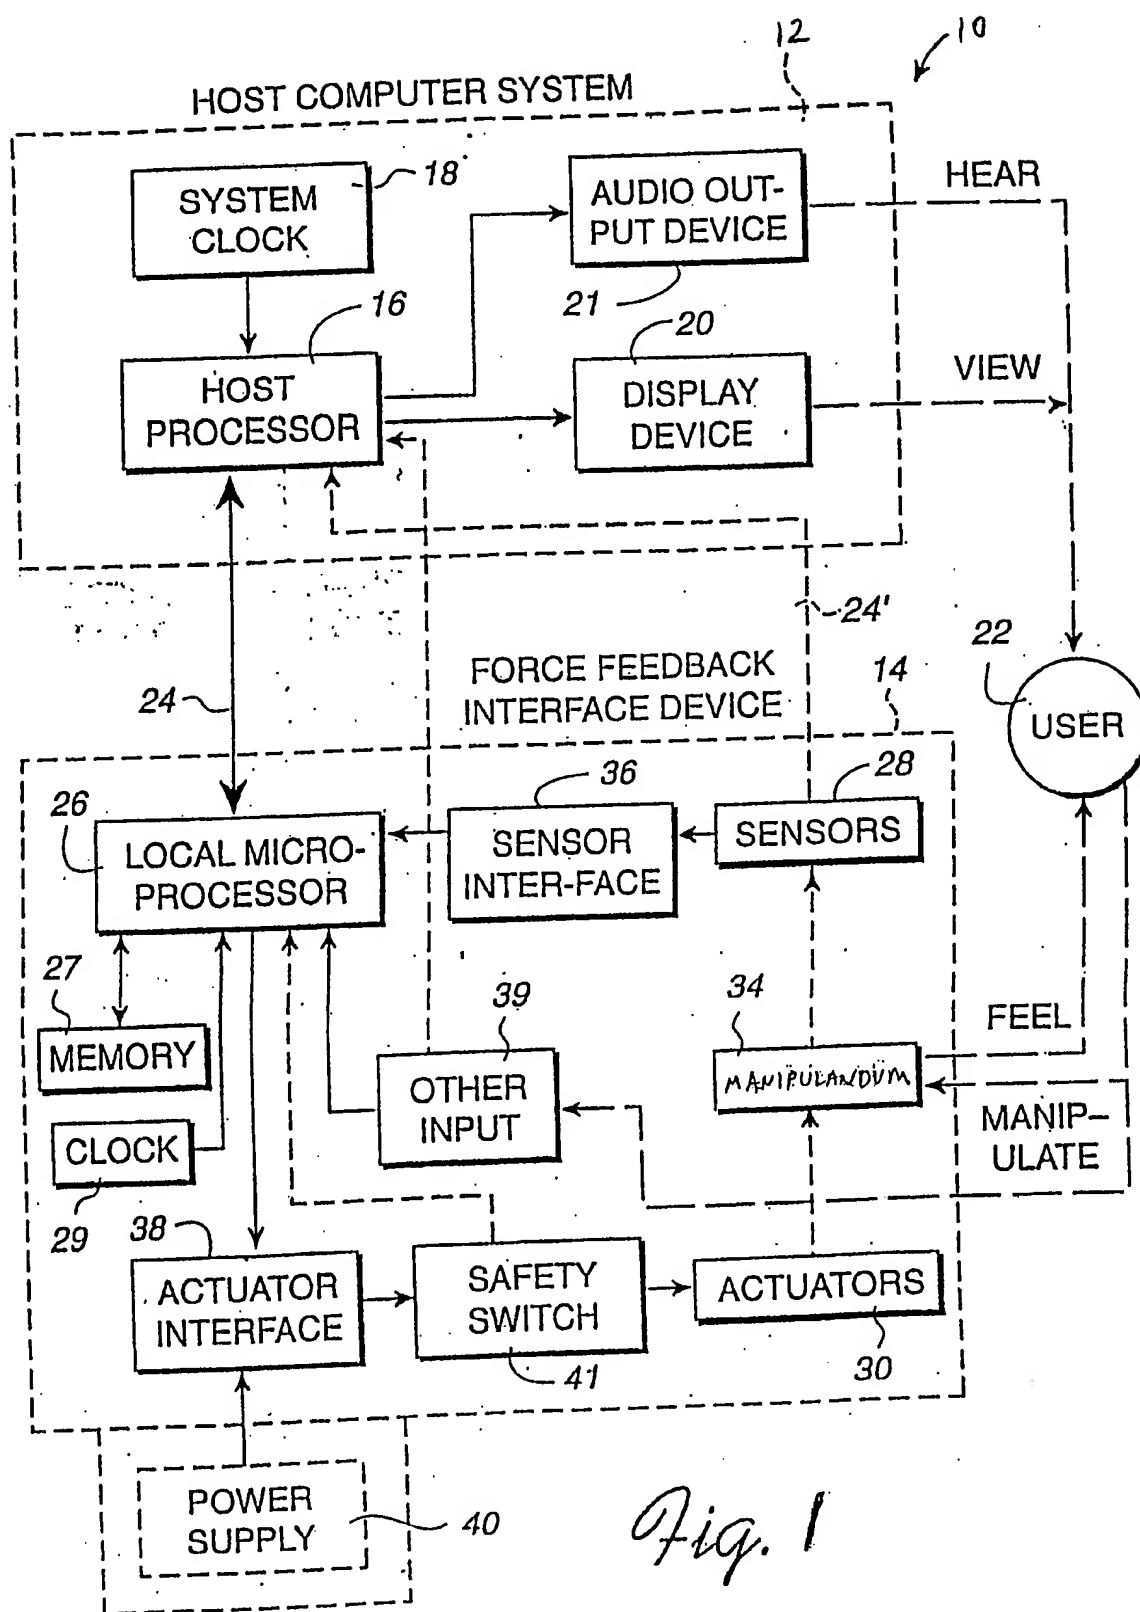 12
10
HOST COMPUTER SYSTEM
SYSTEM
CLOCK
18
AUDIO OUT-
PUT DEVICE
HEAR
21
16
20
HOST
PROCESSOR
DISPLAY
DEVICE
VIEW
24'
FORCE FEEDBACK
INTERFACE DEVICE
14
22
USER
24
26
LOCAL MICRO-
PROCESSOR
36
SENSOR
INTER-FACE
28
SENSORS
27
MEMORY
39
OTHER
INPUT
34
MANIPULANDUM
FEEL
MANIP-
ULATE
CLOCK
29
38
ACTUATOR
INTERFACE
SAFETY
SWITCH
41
ACTUATORS
30
POWER
SUPPLY
40
Fig. 1